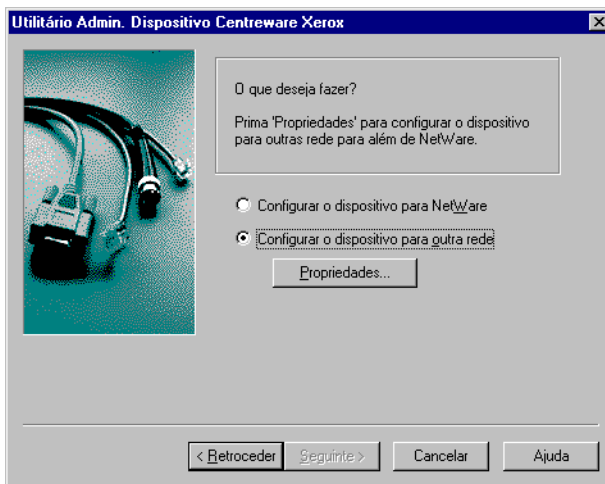 Utilitário Admin. Dispositivo Centreware Xerox
O que deseja fazer?
Prima 'Propriedades' para configurar o dispositivo
para outras rede para além de NetWare.
Configurar o dispositivo para NetWare
Configurar o dispositivo para outra rede
Propriedades...
< Retroceder
Seguinte >
Cancelar
Ajuda